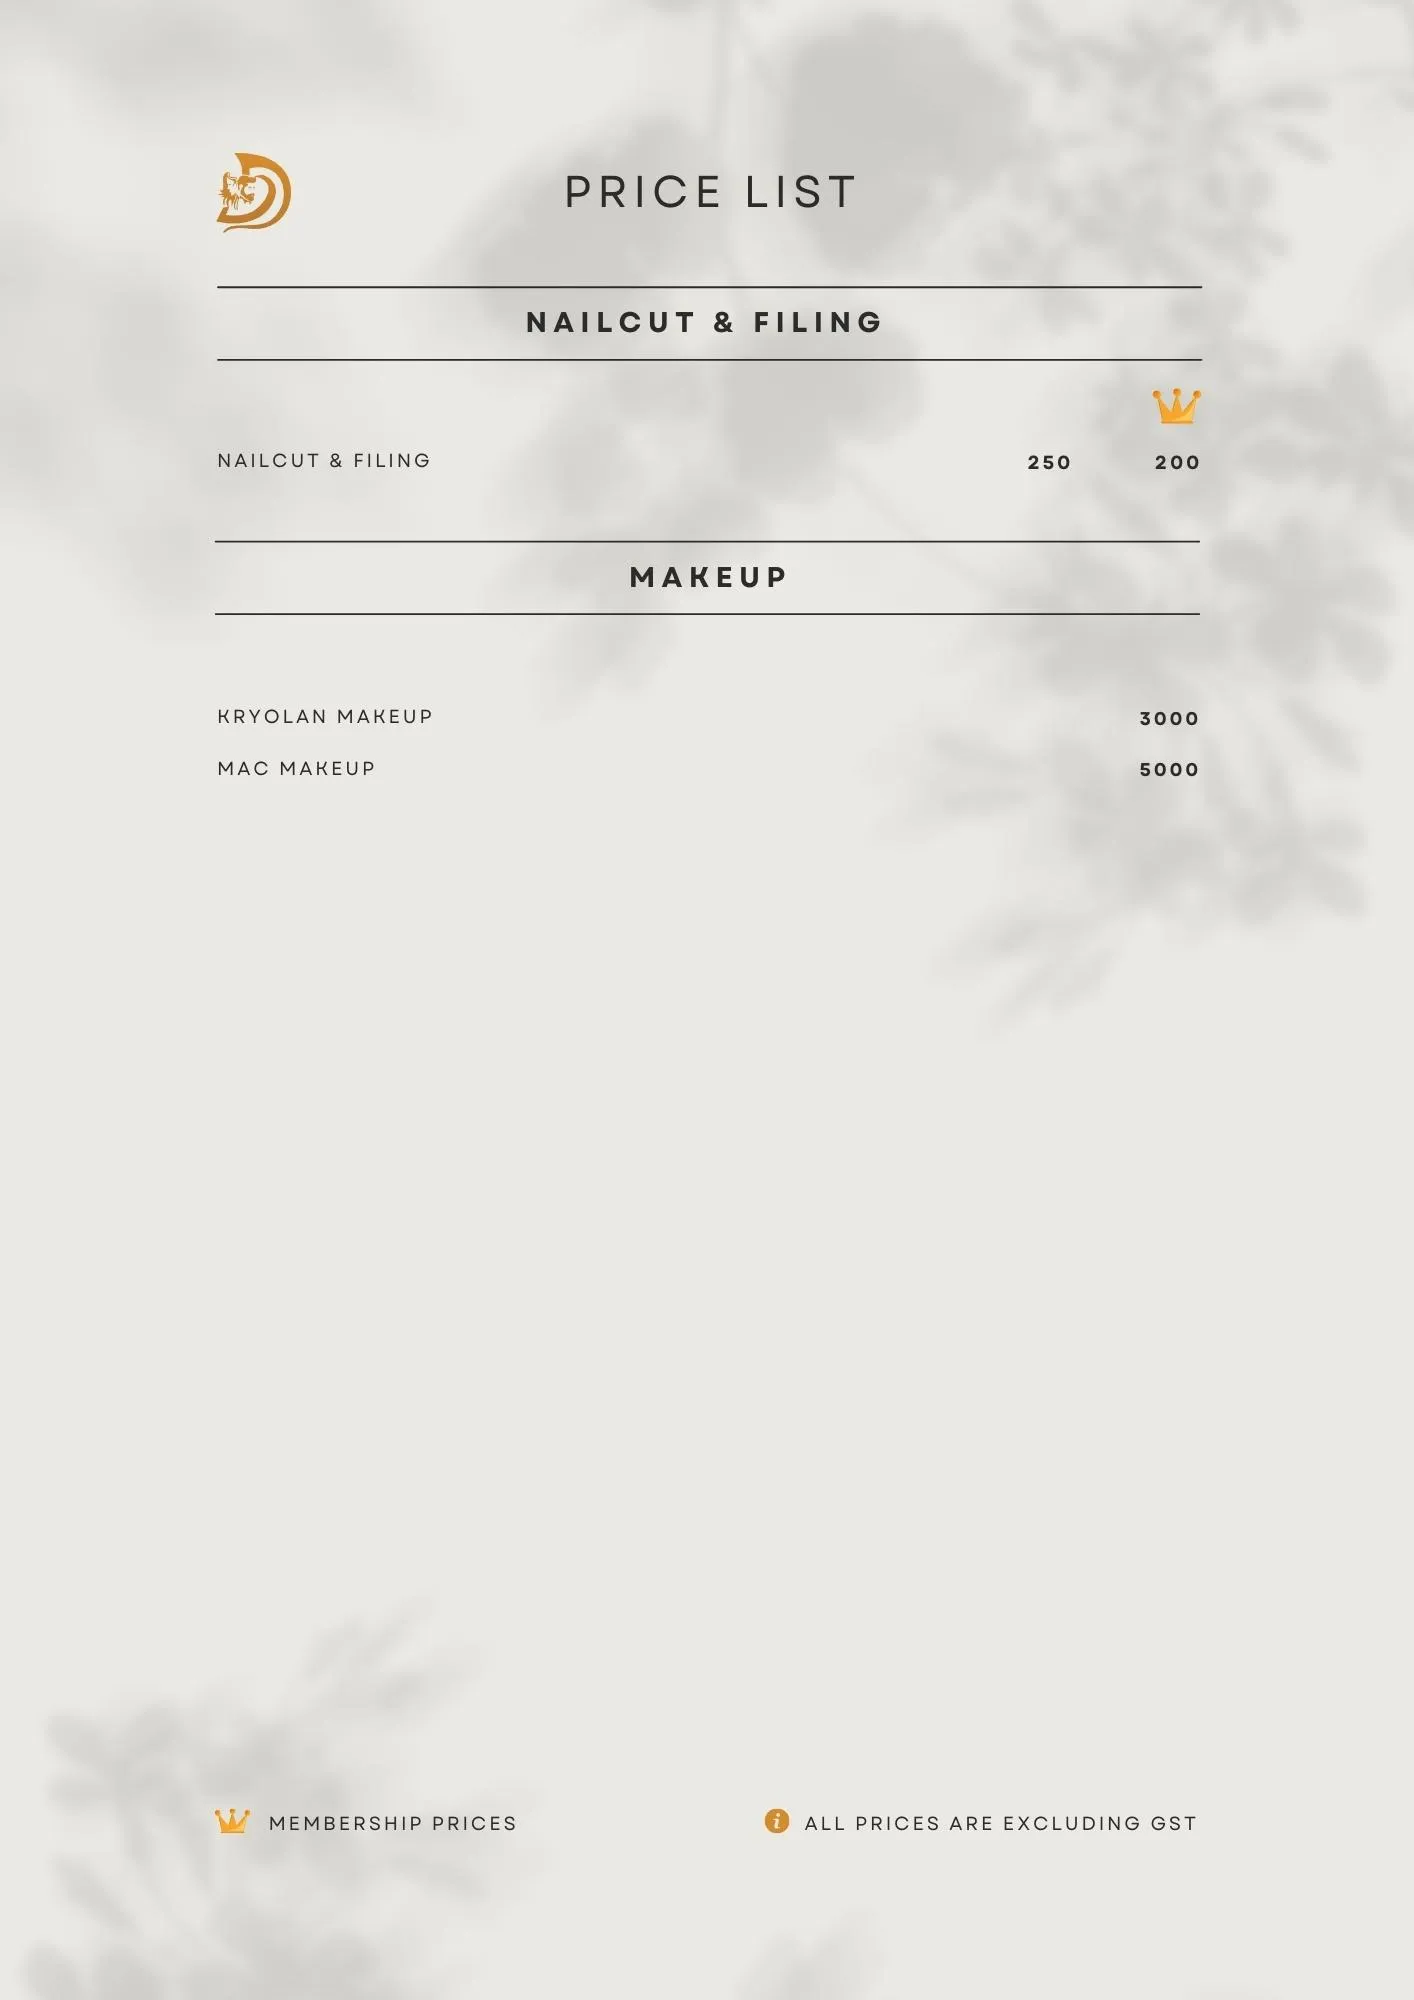 PRICE LIST
NAILCUT & FILING
NAILCUT & FILING 250 200
MAKEUP
KRYOLAN MAKEUP 3000
MAC MAKEUP 5000
MEMBERSHIP PRICES
ALL PRICES ARE EXCLUDING GST